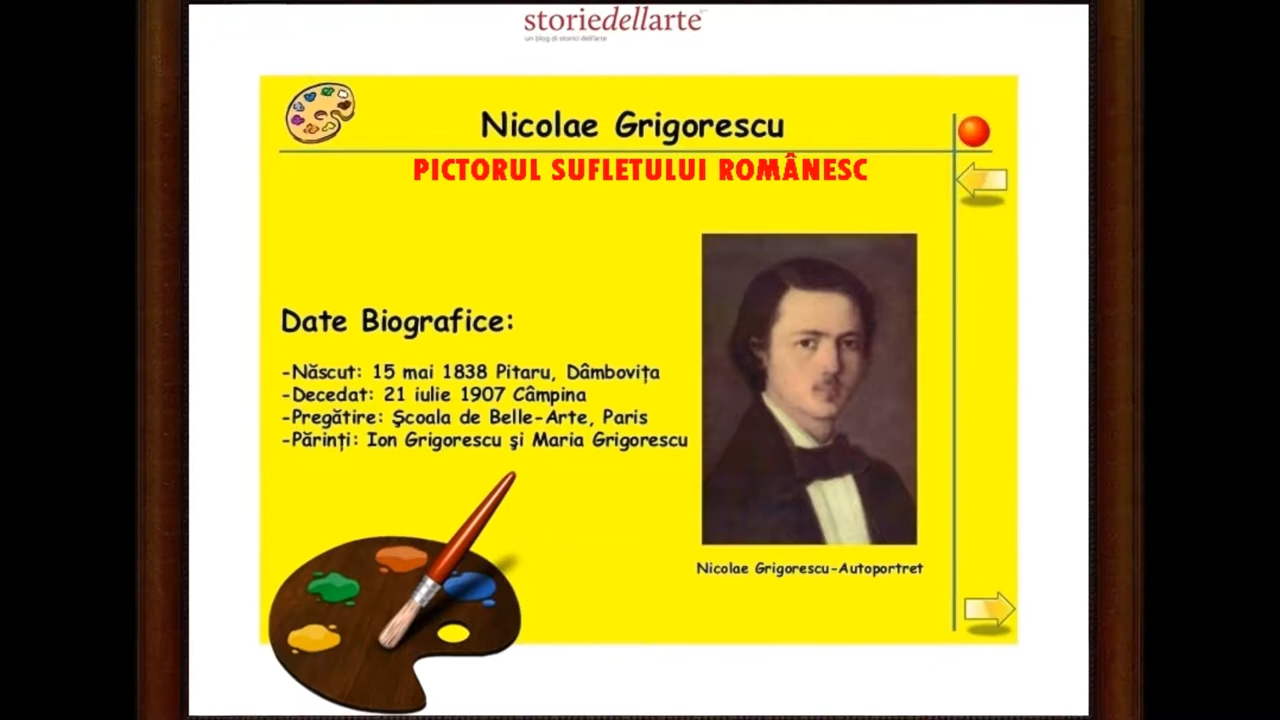 storiedellarte
un blog di storici dell'arte
Nicolae Grigorescu
PICTORUL SUFLETULUI ROMÂNESC
Date Biografice:
-Născut: 15 mai 1838 Pitaru, Dâmbovița
-Decedat: 21 iulie 1907 Câmpina
-Pregătire: Şcoala de Belle-Arte, Paris
-Părinți: Ion Grigorescu şi Maria Grigorescu
Nicolae Grigorescu-Autoportret